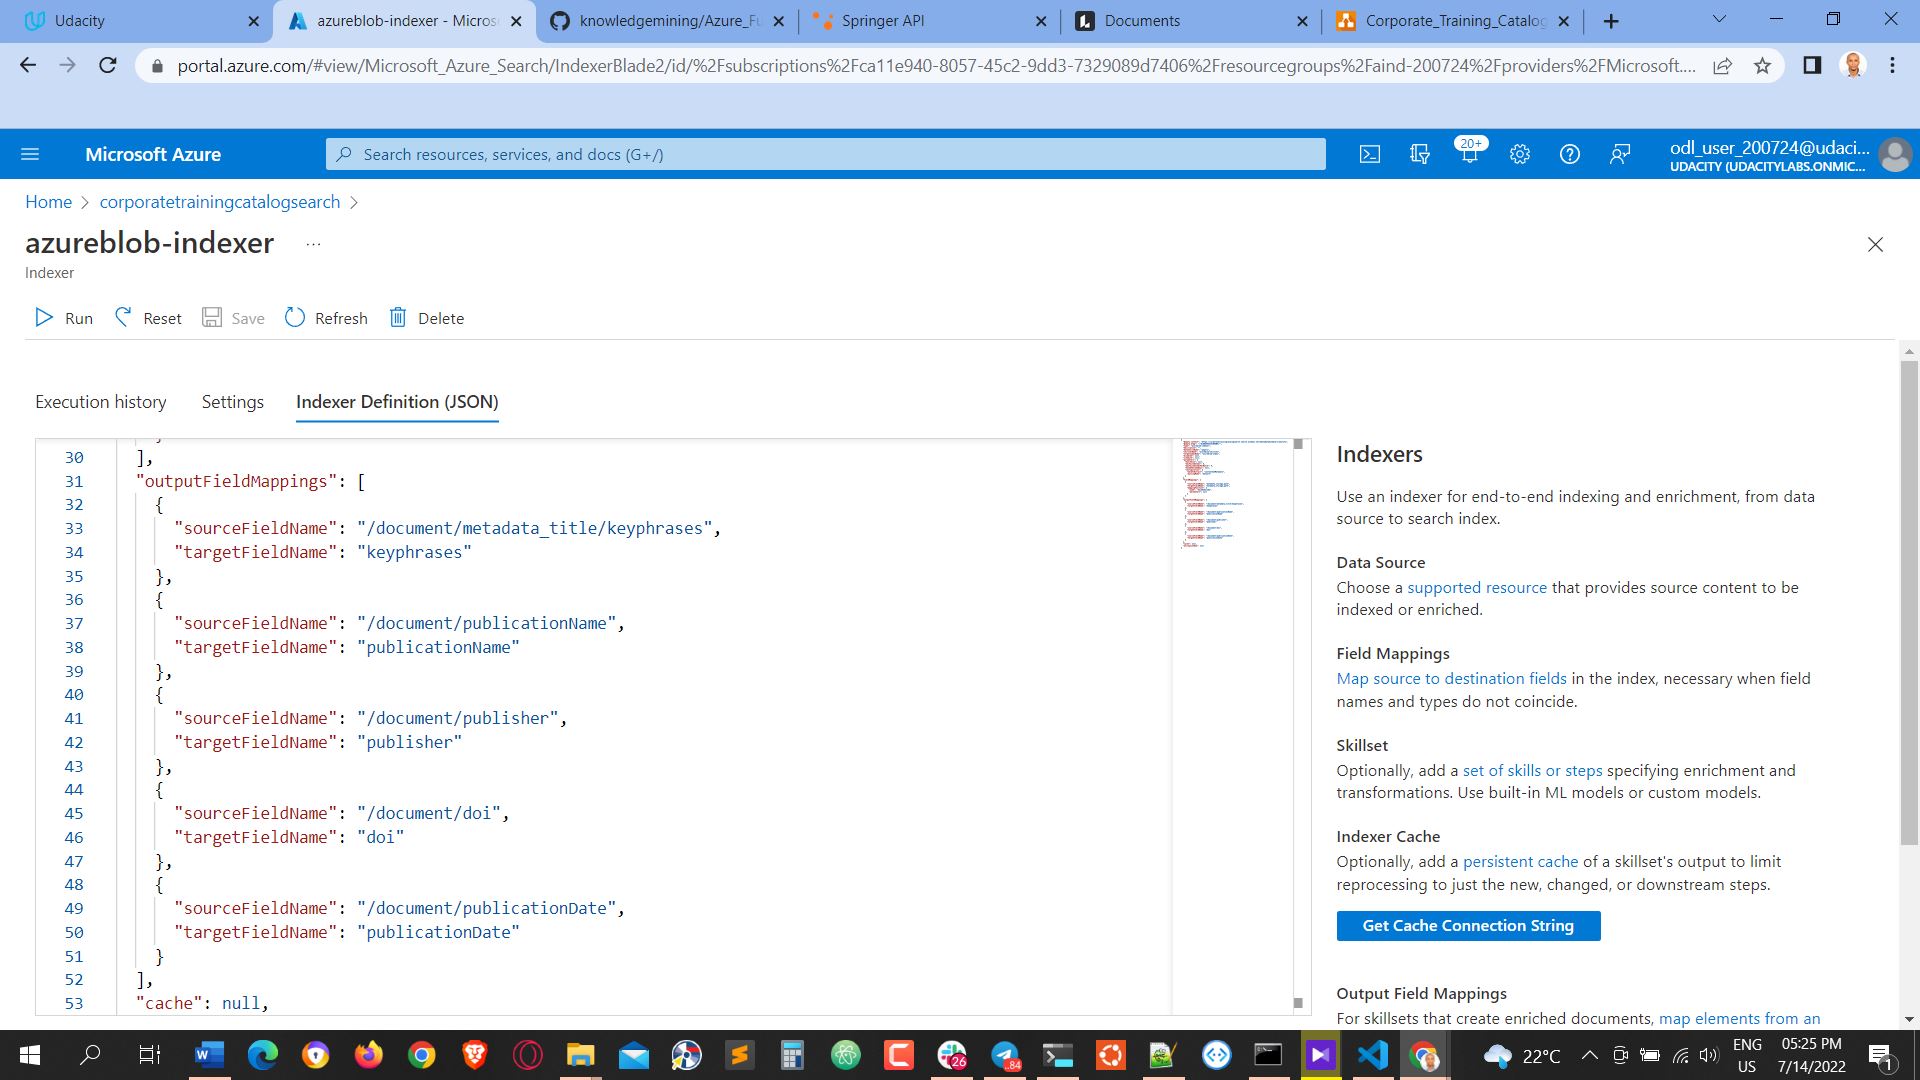 Udacity
azureblob-indexer - Micros
knowledgemining/Azure_Fu
Springer API
Documents
Corporate_Training_Catalog
portal.azure.com/#view/Microsoft_Azure_Search/IndexerBlade2/id/%2Fsubscriptions%2Fca11e940-8057-45c2-9dd3-7329089d7406%2Fresourcegroups%2Faind-200724%2Fproviders%2FMicrosoft....
Microsoft Azure
Search resources, services, and docs (G+/)
20+
odl_user_200724@udaci...
UDACITY (UDACITYLABS.ONMIC...
Home > corporatetrainingcatalogsearch >
azureblob-indexer ...
Indexer
Run Reset Save Refresh Delete
Execution history Settings Indexer Definition (JSON)
30 ],
31 "outputFieldMappings": [
32 {
33 "sourceFieldName": "/document/metadata_title/keyphrases",
34 "targetFieldName": "keyphrases"
35 },
36 {
37 "sourceFieldName": "/document/publicationName",
38 "targetFieldName": "publicationName"
39 },
40 {
41 "sourceFieldName": "/document/publisher",
42 "targetFieldName": "publisher"
43 },
44 {
45 "sourceFieldName": "/document/doi",
46 "targetFieldName": "doi"
47 },
48 {
49 "sourceFieldName": "/document/publicationDate",
50 "targetFieldName": "publicationDate"
51 }
52 ],
53 "cache": null,
Indexers
Use an indexer for end-to-end indexing and enrichment, from data
source to search index.
Data Source
Choose a supported resource that provides source content to be
indexed or enriched.
Field Mappings
Map source to destination fields in the index, necessary when field
names and types do not coincide.
Skillset
Optionally, add a set of skills or steps specifying enrichment and
transformations. Use built-in ML models or custom models.
Indexer Cache
Optionally, add a persistent cache of a skillset's output to limit
reprocessing to just the new, changed, or downstream steps.
Get Cache Connection String
Output Field Mappings
For skillsets that create enriched documents, map elements from an
26
84
22°C
ENG
US
05:25 PM
7/14/2022
1